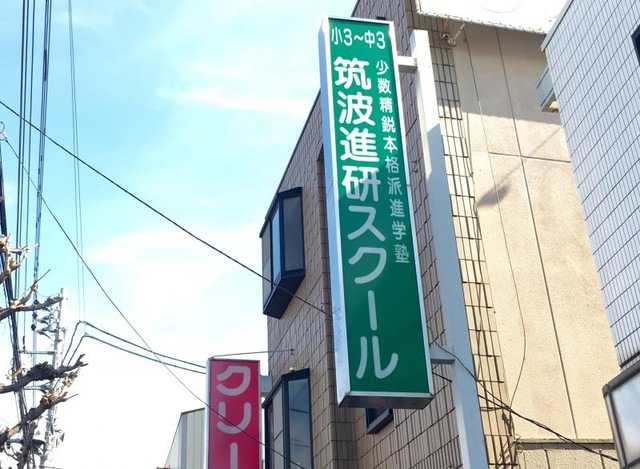 小3〜中3
少数精鋭本格派進学塾
筑波進研スクール
クリー